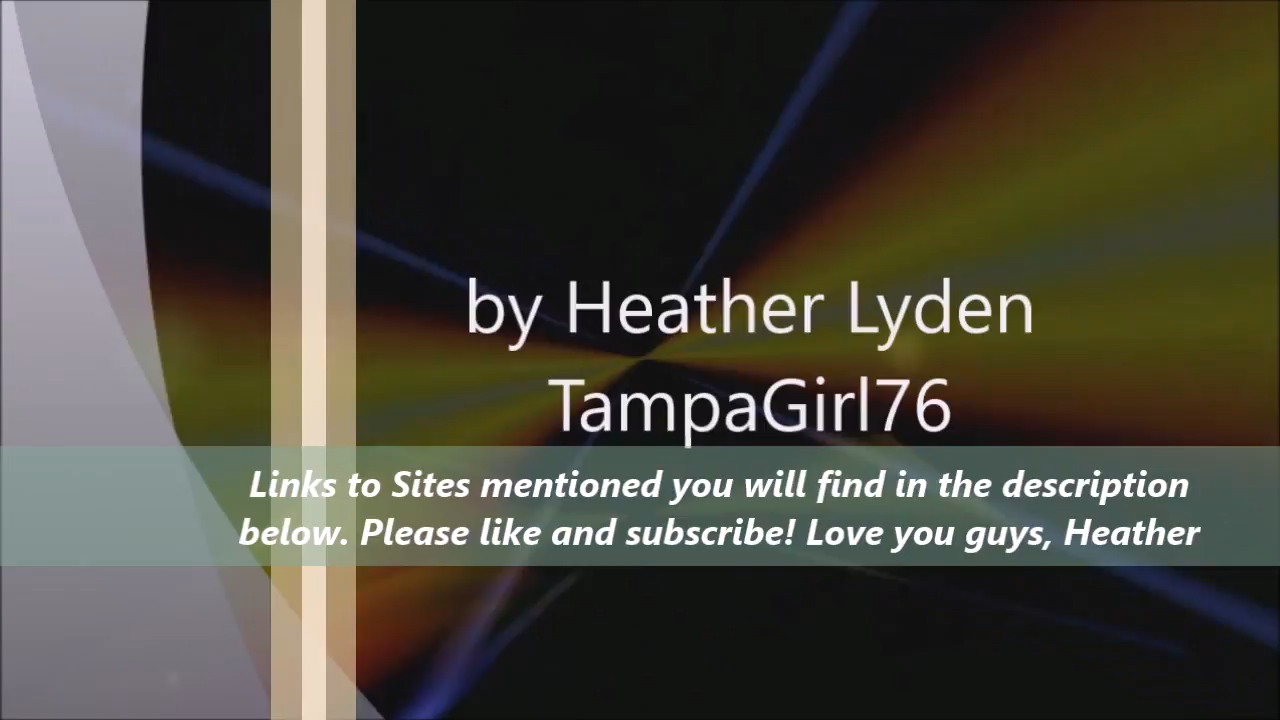 by Heather Lyden
TampaGirl76
Links to Sites mentioned you will find in the description
below. Please like and subscribe! Love you guys, Heather